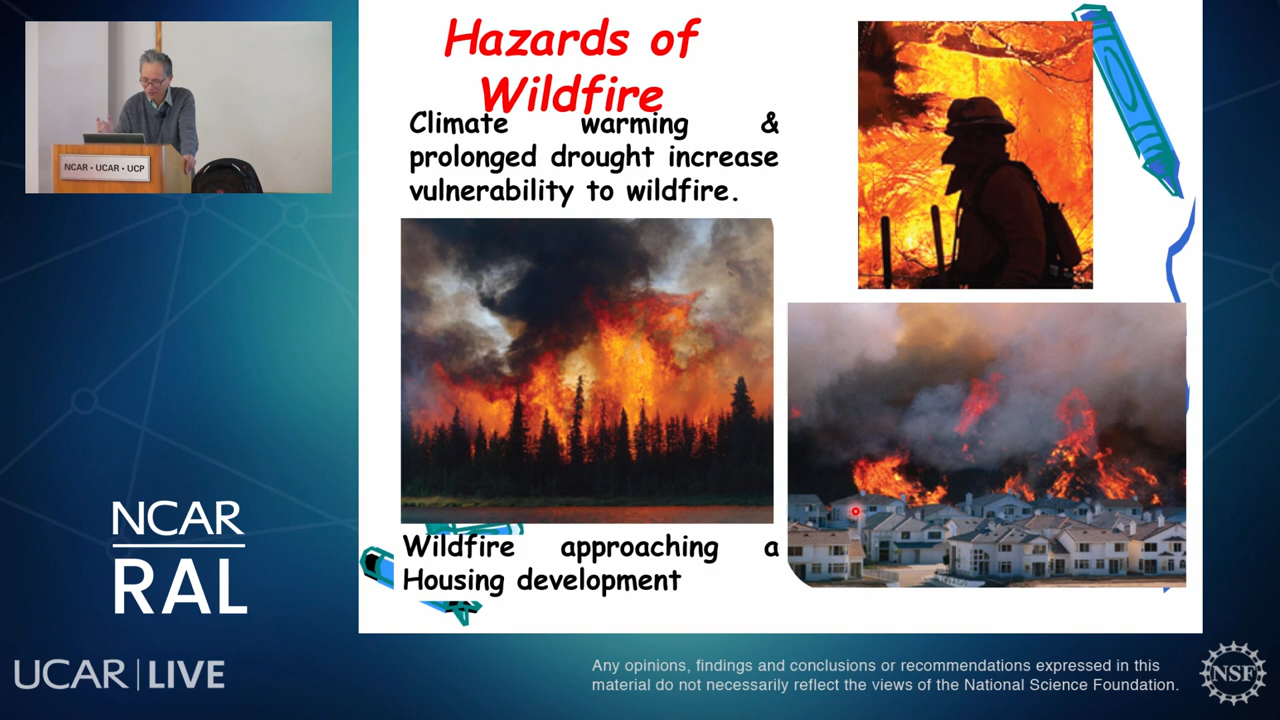 NCAR • UCAR • UCP
Hazards of
Wildfire
Climate warming &
prolonged drought increase
vulnerability to wildfire.
Wildfire approaching a
Housing development
NCAR
RAL
UCAR | LIVE
Any opinions, findings and conclusions or recommendations expressed in this
material do not necessarily reflect the views of the National Science Foundation.
NSF